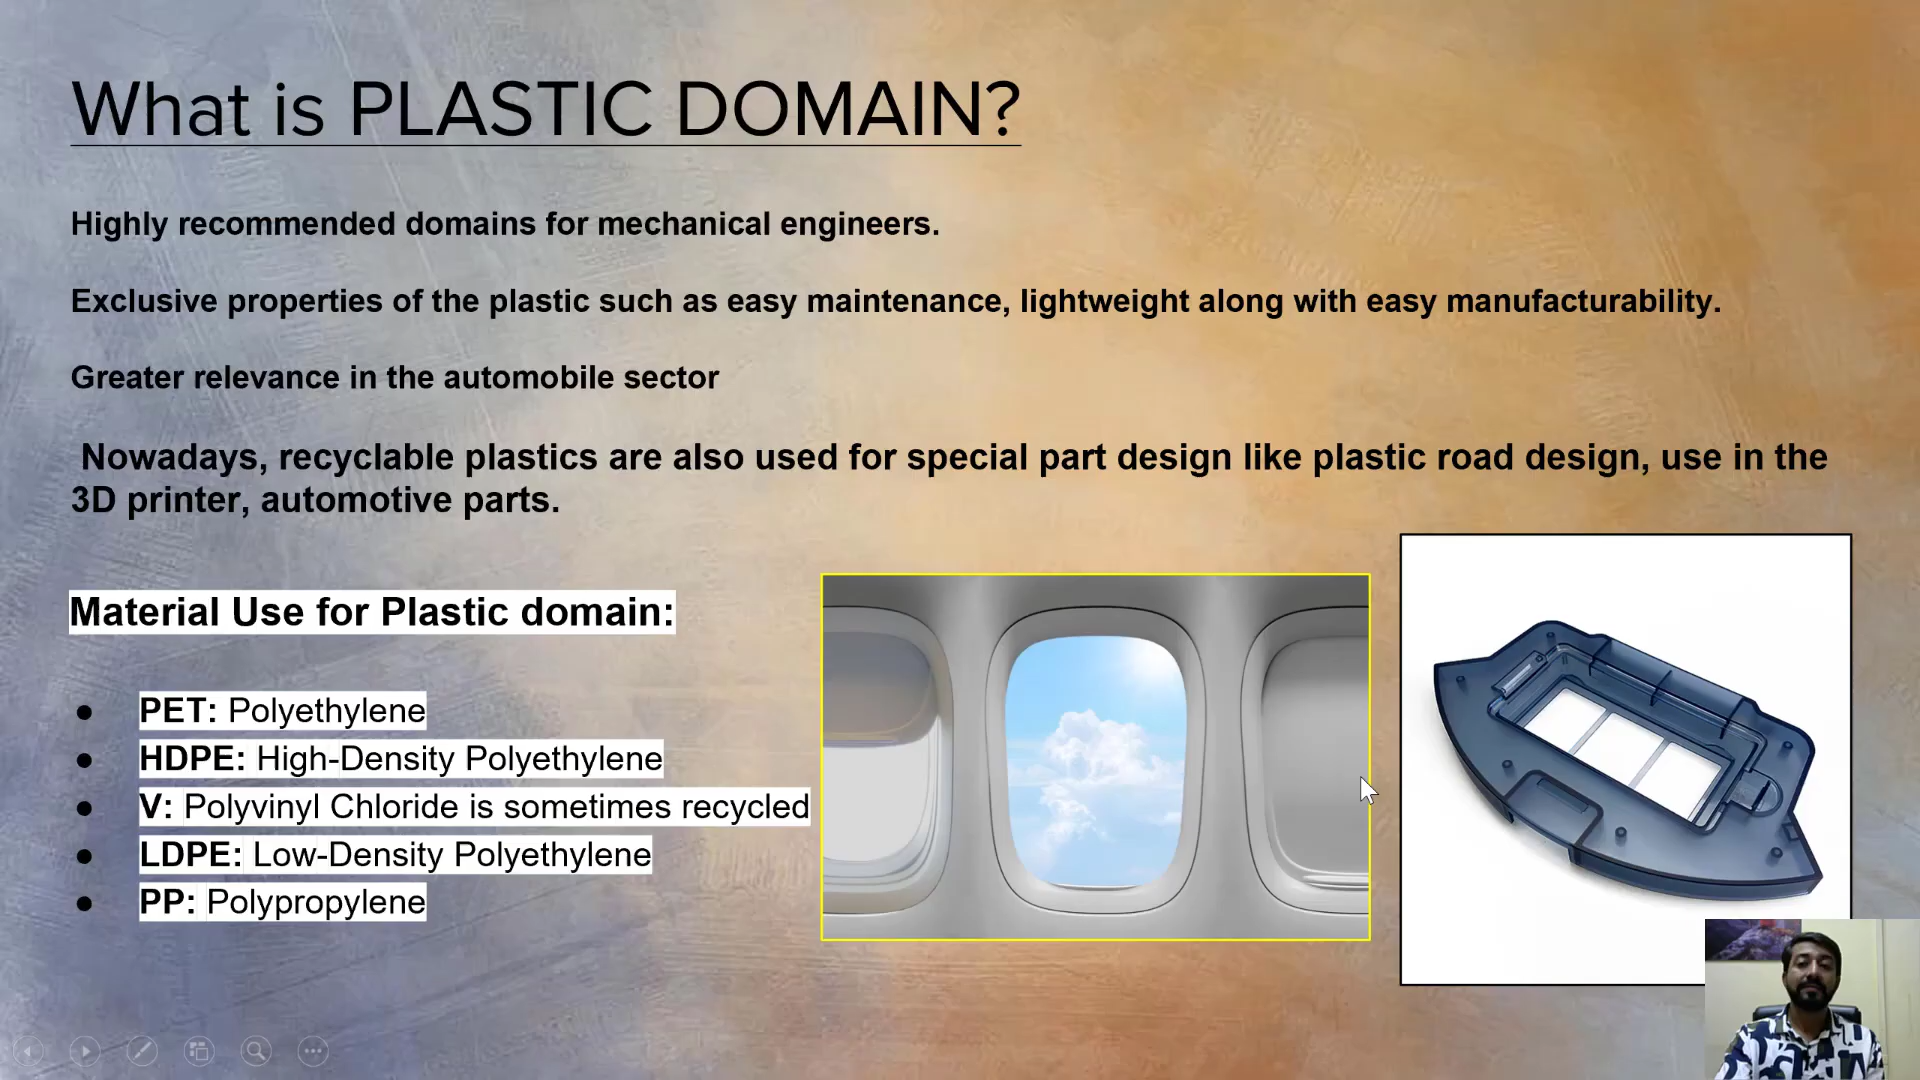 What is PLASTIC DOMAIN?
Highly recommended domains for mechanical engineers.
Exclusive properties of the plastic such as easy maintenance, lightweight along with easy manufacturability.
Greater relevance in the automobile sector
Nowadays, recyclable plastics are also used for special part design like plastic road design, use in the
3D printer, automotive parts.
Material Use for Plastic domain:
● PET: Polyethylene
● HDPE: High-Density Polyethylene
● V: Polyvinyl Chloride is sometimes recycled
● LDPE: Low-Density Polyethylene
● PP: Polypropylene